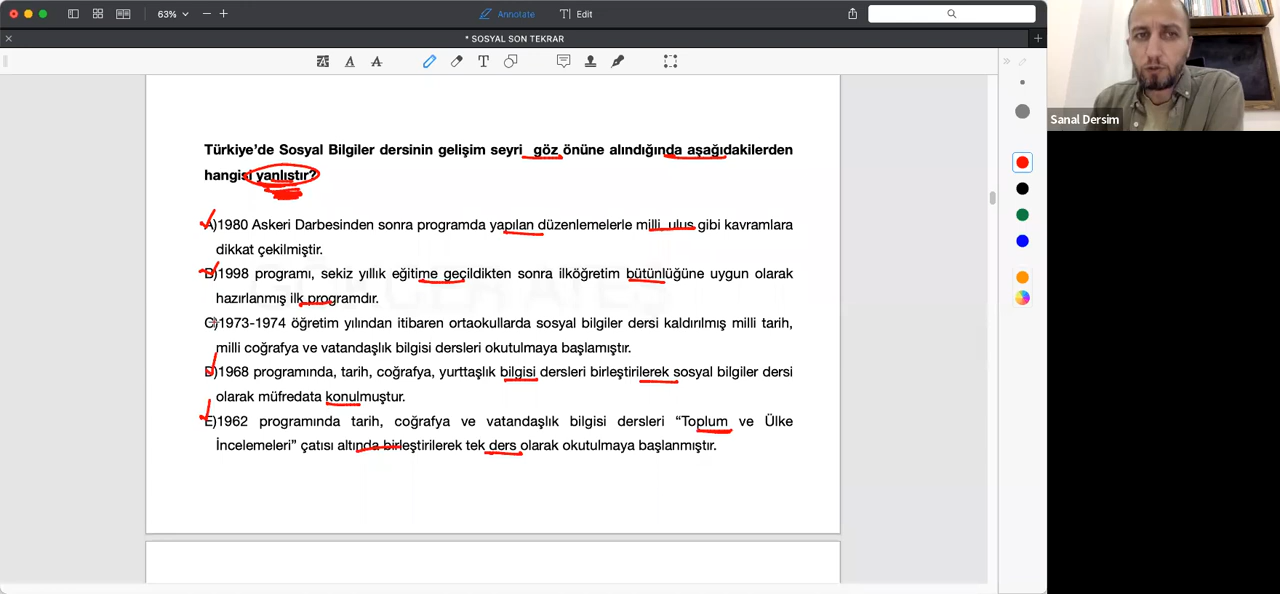 63%
Annotate
Edit
* SOSYAL SON TEKRAR
Sanal Dersim
Türkiye'de Sosyal Bilgiler dersinin gelişim seyri göz önüne alındığında aşağıdakilerden
hangisi yanlıştır?
A)1980 Askeri Darbesinden sonra programda yapılan düzenlemelerle milli, ulus gibi kavramlara
dikkat çekilmiştir.
B)1998 programı, sekiz yıllık eğitime geçildikten sonra ilköğretim bütünlüğüne uygun olarak
hazırlanmış ilk programdır.
C)1973-1974 öğretim yılından itibaren ortaokullarda sosyal bilgiler dersi kaldırılmış milli tarih,
milli coğrafya ve vatandaşlık bilgisi dersleri okutulmaya başlamıştır.
D)1968 programında, tarih, coğrafya, yurttaşlık bilgisi dersleri birleştirilerek sosyal bilgiler dersi
olarak müfredata konulmuştur.
E)1962 programında tarih, coğrafya ve vatandaşlık bilgisi dersleri “Toplum ve Ülke
İncelemeleri” çatısı altında birleştirilerek tek ders olarak okutulmaya başlanmıştır.